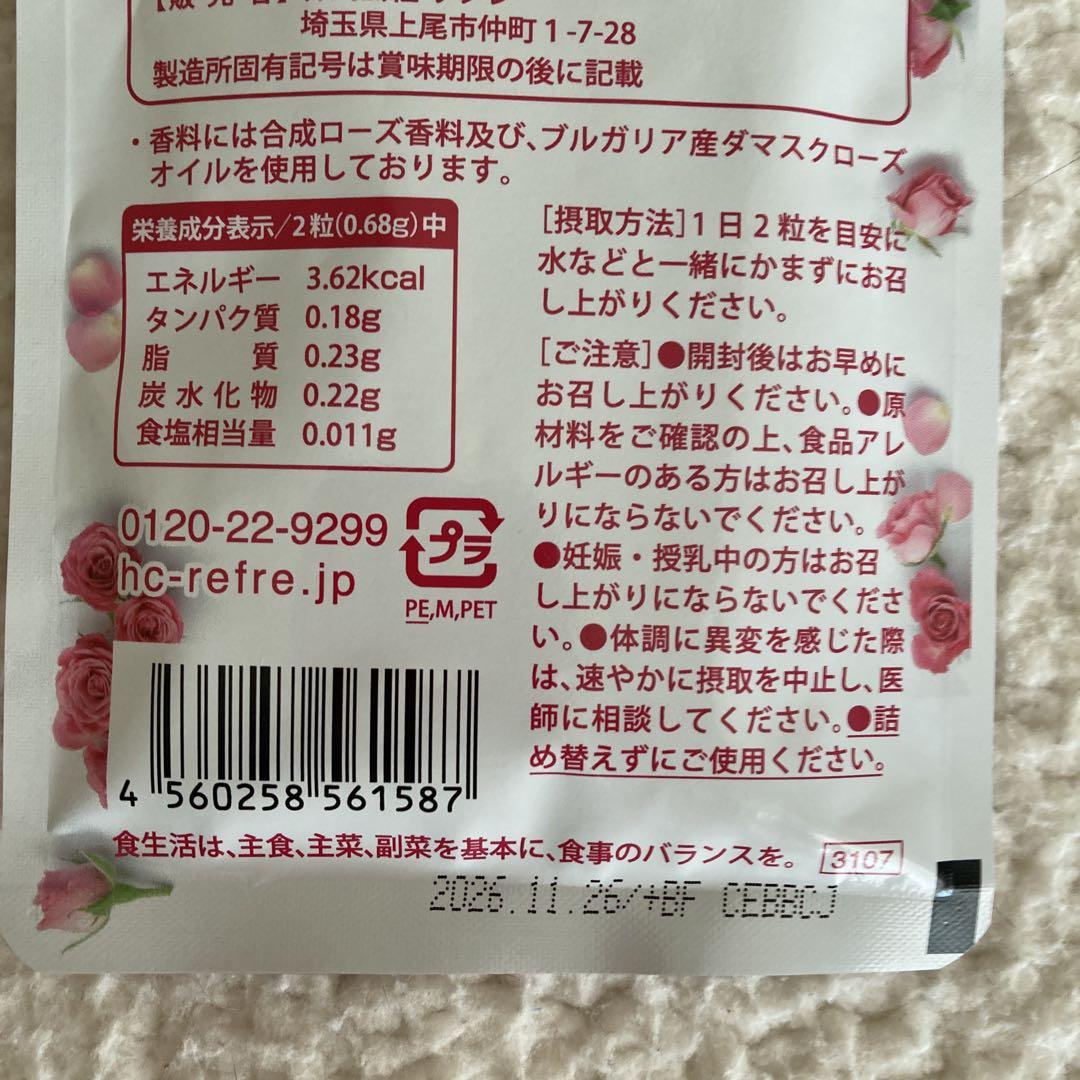 埼玉県上尾市仲町1-7-28
製造所固有記号は賞味期限の後に記載
・香料には合成ローズ香料及び、ブルガリア産ダマスクローズ
オイルを使用しております。
栄養成分表示/2粒(0.68g)中
エネルギー 3.62kcal
タンパク質 0.18g
脂質 0.23g
炭水化物 0.22g
食塩相当量 0.011g
0120-22-9299
hc-refre.jp
プラ
PE,M,PET
4 560258 561587
[摂取方法]1日2粒を目安に
水などと一緒にかまずにお召
し上がりください。
[ご注意]●開封後はお早めに
お召し上がりください。●原
材料をご確認の上、食品アレ
ルギーのある方はお召し上が
りにならないでください。
●妊娠・授乳中の方はお召
し上がりにならないでくださ
い。●体調に異変を感じた際
は、速やかに摂取を中止し、医
師に相談してください。●詰
め替えずにご使用ください。
食生活は、主食、主菜、副菜を基本に、食事のバランスを。
3107
2026.11.26/+BF CEBBCJ